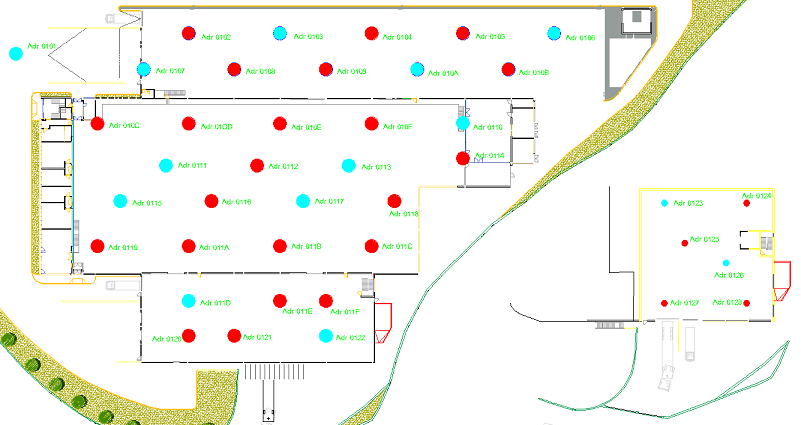 Adr 0101
Adr 0102
Adr 0103
Adr 0104
Adr 0105
Adr 0106
Adr 0107
Adr 0108
Adr 0109
Adr 010A
Adr 010B
Adr 010C
Adr 010D
Adr 010E
Adr 010F
Adr 0110
Adr 0111
Adr 0112
Adr 0113
Adr 0114
Adr 0115
Adr 0116
Adr 0117
Adr 0118
Adr 0119
Adr 011A
Adr 011B
Adr 011C
Adr 011D
Adr 011E
Adr 011F
Adr 0120
Adr 0121
Adr 0122
Adr 0123
Adr 0124
Adr 0125
Adr 0126
Adr 0127
Adr 0128